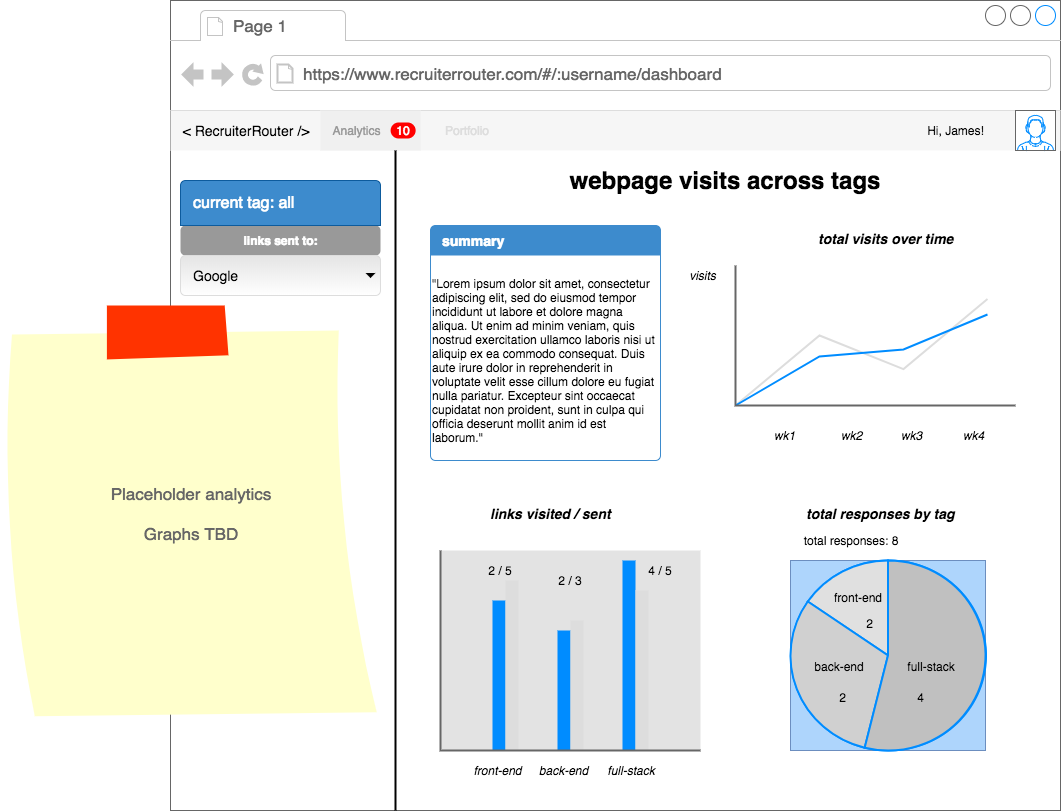 Page 1
https://www.recruiterrouter.com/#/:username/dashboard
< RecruiterRouter />
Analytics
10
Portfolio
Hi, James!
current tag: all
links sent to:
Google
Placeholder analytics
Graphs TBD
webpage visits across tags
summary
"Lorem ipsum dolor sit amet, consectetur
adipiscing elit, sed do eiusmod tempor
incididunt ut labore et dolore magna
aliqua. Ut enim ad minim veniam, quis
nostrud exercitation ullamco laboris nisi ut
aliquip ex ea commodo consequat. Duis
aute irure dolor in reprehenderit in
voluptate velit esse cillum dolore eu fugiat
nulla pariatur. Excepteur sint occaecat
cupidatat non proident, sunt in culpa qui
officia deserunt mollit anim id est
laborum."
total visits over time
visits
wk1
wk2
wk3
wk4
links visited / sent
2 / 5
2 / 3
4 / 5
front-end
back-end
full-stack
total responses by tag
total responses: 8
front-end
2
back-end
2
full-stack
4